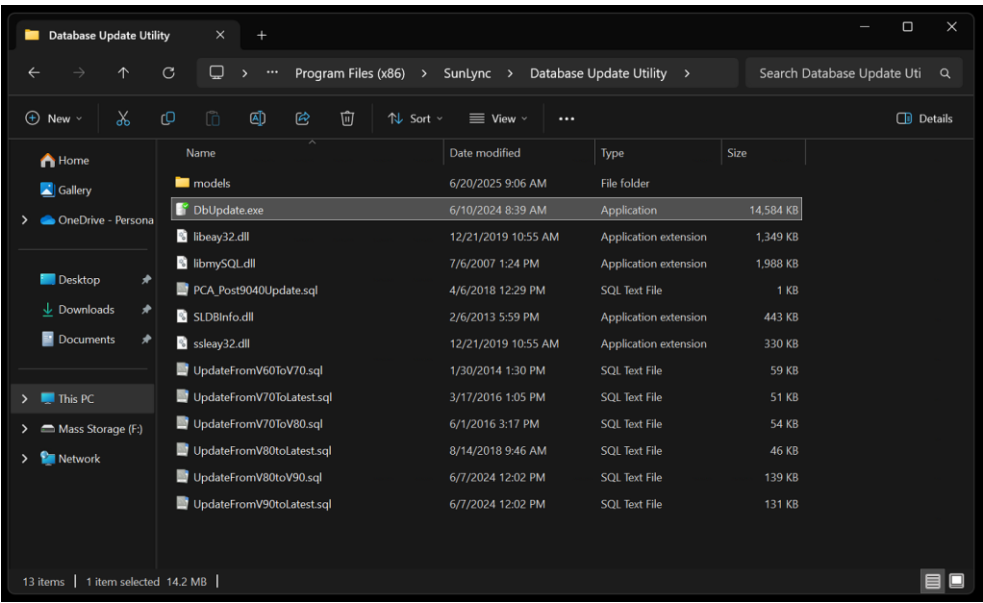 Database Update Utility
Program Files (x86) > SunLync > Database Update Utility >
Search Database Update Uti
New
Sort
View
Details
Home
Gallery
OneDrive - Persona
Desktop
Downloads
Documents
This PC
Mass Storage (F:)
Network
Name Date modified Type Size
models 6/20/2025 9:06 AM File folder
DbUpdate.exe 6/10/2024 8:39 AM Application 14,584 KB
libeay32.dll 12/21/2019 10:55 AM Application extension 1,349 KB
libmySQL.dll 7/6/2007 1:24 PM Application extension 1,988 KB
PCA_Post9040Update.sql 4/6/2018 12:29 PM SQL Text File 1 KB
SLDBInfo.dll 2/6/2013 5:59 PM Application extension 443 KB
ssleay32.dll 12/21/2019 10:55 AM Application extension 330 KB
UpdateFromV60ToV70.sql 1/30/2014 1:30 PM SQL Text File 59 KB
UpdateFromV70ToLatest.sql 3/17/2016 1:05 PM SQL Text File 51 KB
UpdateFromV70ToV80.sql 6/1/2016 3:17 PM SQL Text File 54 KB
UpdateFromV80toLatest.sql 8/14/2018 9:46 AM SQL Text File 46 KB
UpdateFromV80toV90.sql 6/7/2024 12:02 PM SQL Text File 139 KB
UpdateFromV90toLatest.sql 6/7/2024 12:02 PM SQL Text File 131 KB
13 items | 1 item selected 14.2 MB |